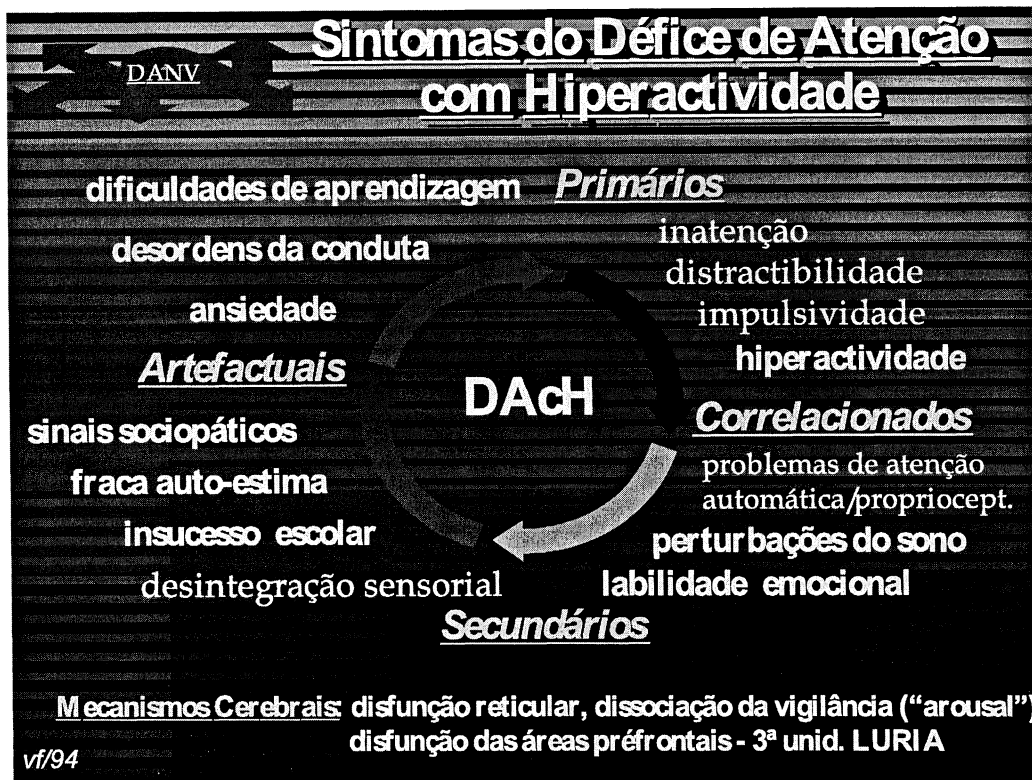 DANV
Sintomas do Défice de Atenção
com Hiperactividade
Primários
inatenção
distractibilidade
impulsividade
hiperactividade
Correlacionados
problemas de atenção
automática/propriocept.
perturbações do sono
labilidade emocional
Secundários
desintegração sensorial
insucesso escolar
fraca auto-estima
sinais sociopáticos
Artefactuais
ansiedade
desordens da conduta
dificuldades de aprendizagem
DAcH
Mecanismos Cerebrais: disfunção reticular, dissociação da vigilância (“arousal”)
disfunção das áreas préfrontais - 3ª unid. LURIA
vf/94